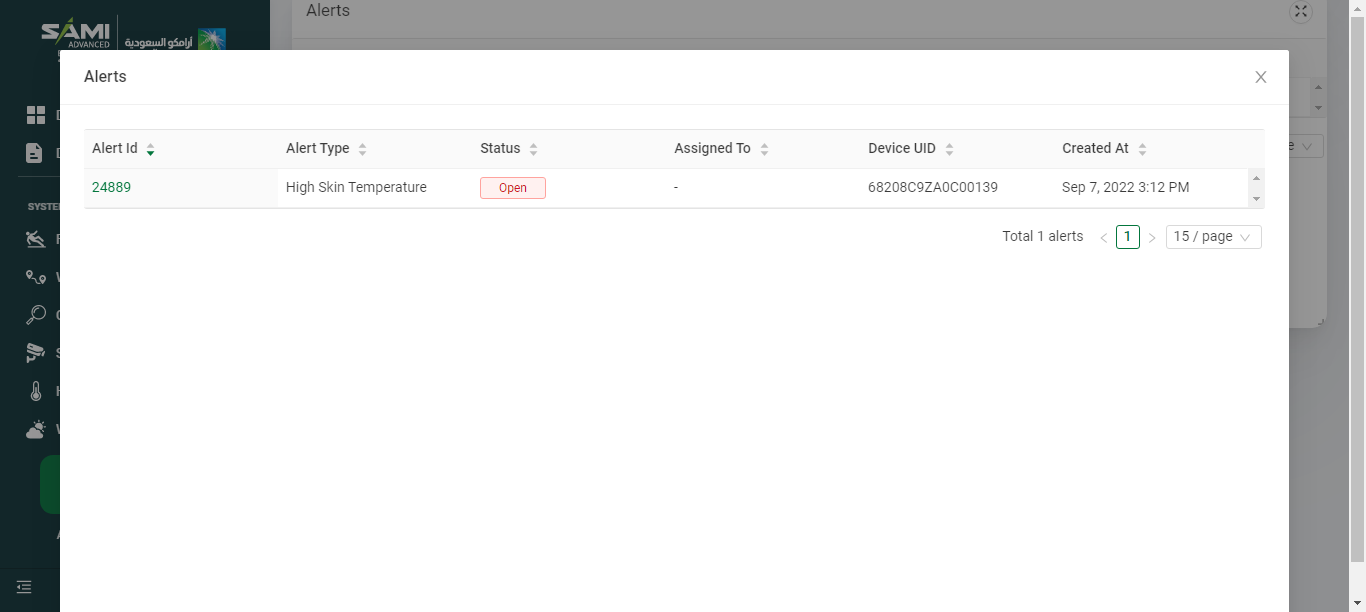 Alerts
SAMI
ADVANCED
أرامكو السعودية
Alerts
Alert Id
Alert Type
Status
Assigned To
Device UID
Created At
24889
High Skin Temperature
Open
-
68208C9ZA0C00139
Sep 7, 2022 3:12 PM
SYSTE
Total 1 alerts
1
15 / page